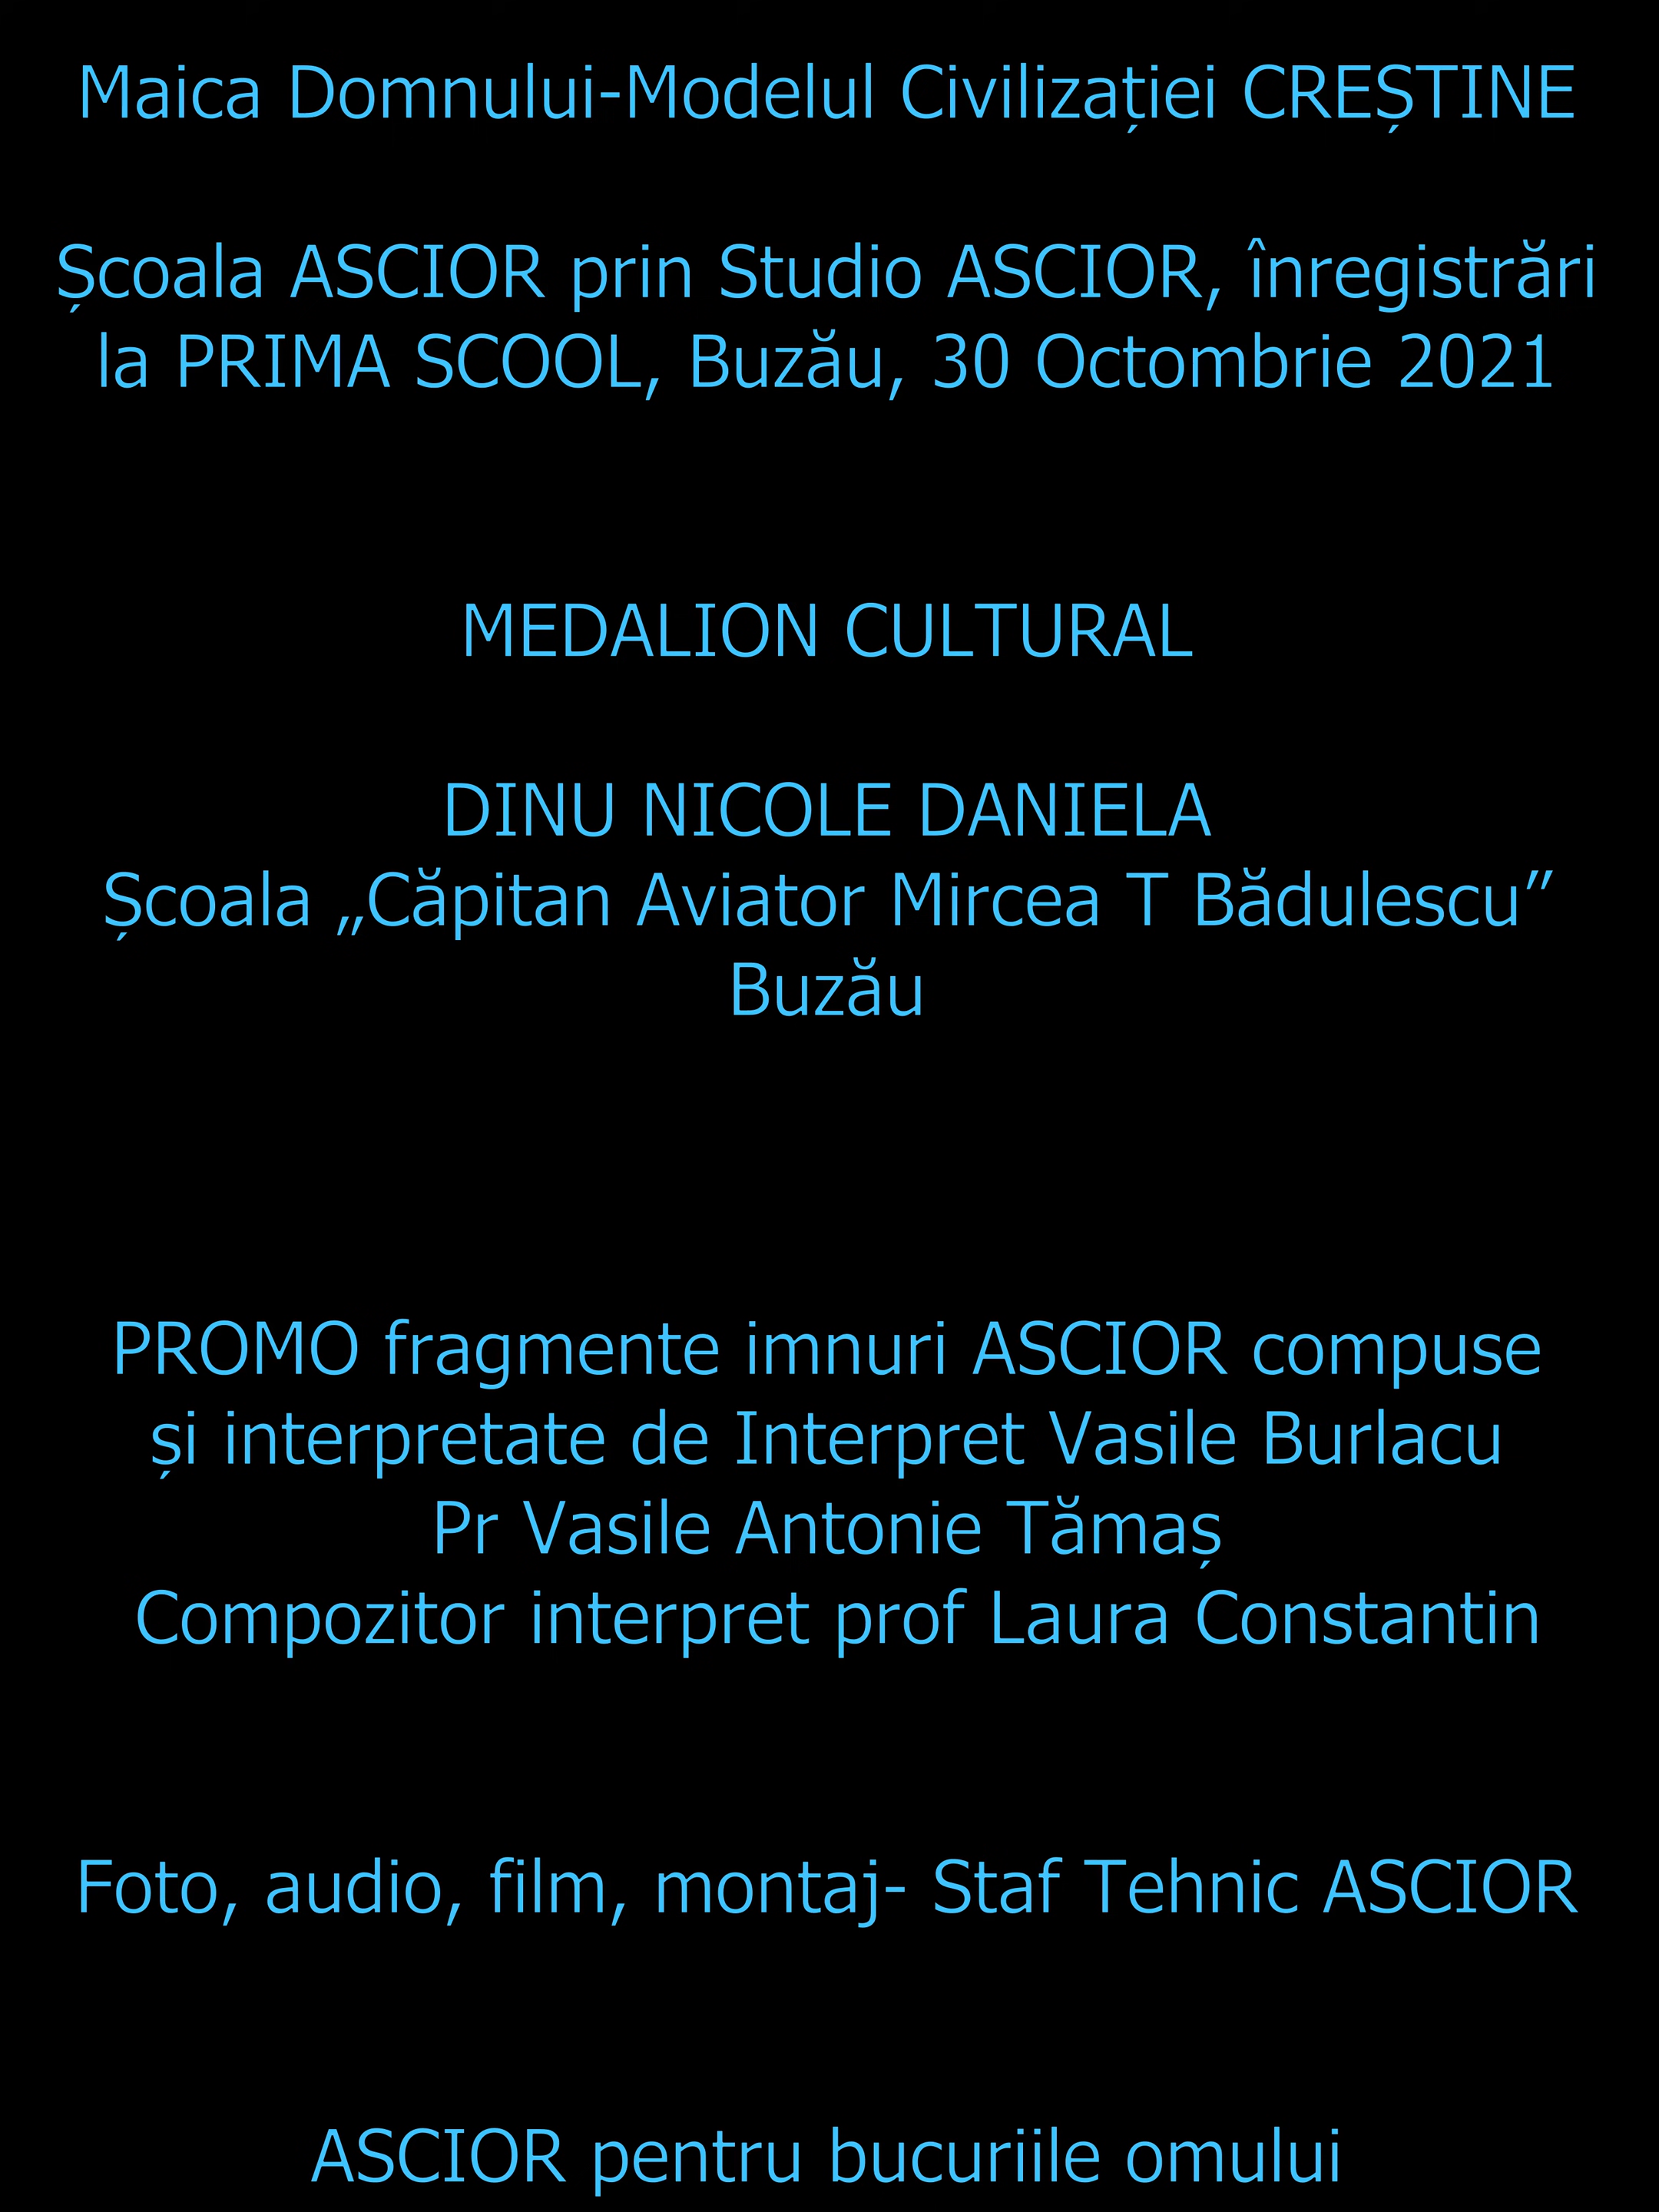 Maica Domnului-Modelul Civilizației CREȘTINE
Școala ASCIOR prin Studio ASCIOR, înregistrări
la PRIMA SCOOL, Buzău, 30 Octombrie 2021
MEDALION CULTURAL
DINU NICOLE DANIELA
Școala „Căpitan Aviator Mircea T Bădulescu”
Buzău
PROMO fragmente imnuri ASCIOR compuse
și interpretate de Interpret Vasile Burlacu
Pr Vasile Antonie Tămaș
Compozitor interpret prof Laura Constantin
Foto, audio, film, montaj- Staf Tehnic ASCIOR
ASCIOR pentru bucuriile omului